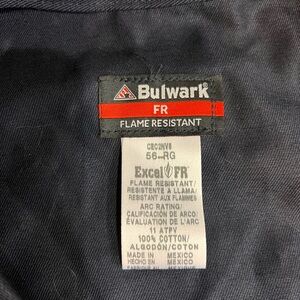 Bulwark
FR
FLAME RESISTANT
CEC2NV8
56-RG
Excel FR
FLAME RESISTANT/
RESISTENTE A LLAMA/
RESISTANT AUX FLAMMES
ARC RATING/
CALIFICACIÓN DE ARCO/
ÉVALUATION DE L'ARC
11 ATPV
100% COTTON/
ALGODÓN/COTON
MADE IN MEXICO
HECHO EN MEXICO
MEXICO